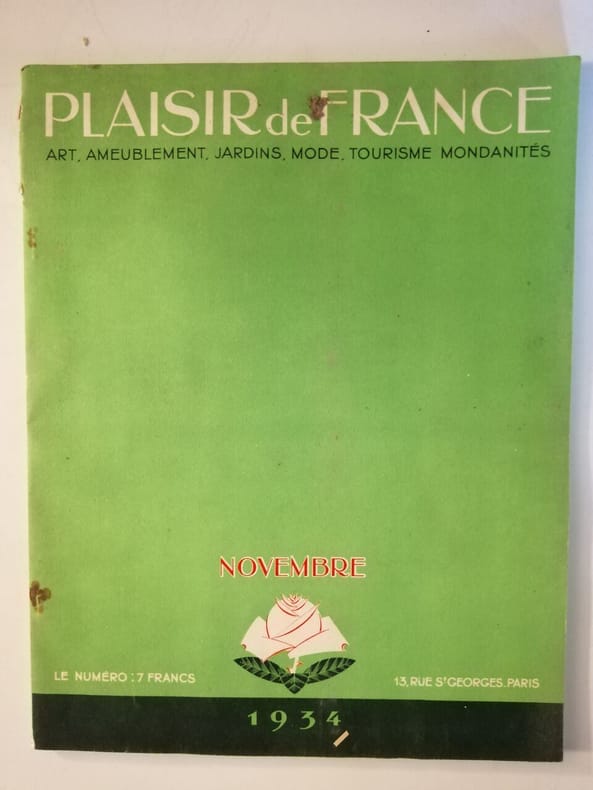 PLAISIR de FRANCE
ART, AMEUBLEMENT, JARDINS, MODE, TOURISME MONDANITÉS
NOVEMBRE
LE NUMÉRO : 7 FRANCS
13, RUE ST GEORGES. PARIS
1934